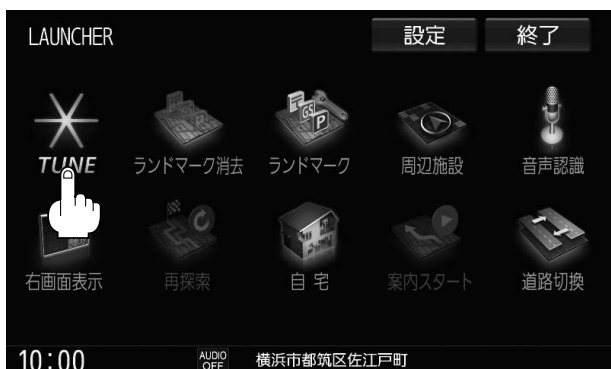 LAUNCHER 設定 終了
TUNE ランドマーク消去 ランドマーク 周辺施設 音声認識
右画面表示 再探索 自宅 案内スタート 道路切換
10:00 AUDIO OFF 横浜市都筑区佐江戸町